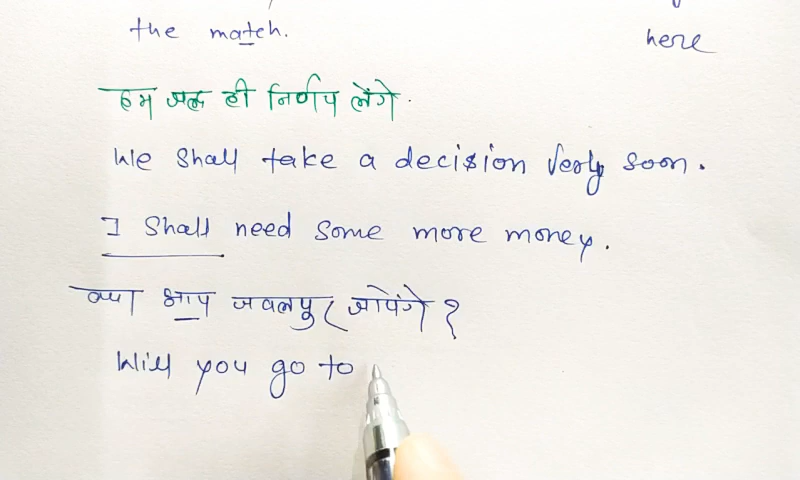 the match.
here
हम जल्द ही निर्णय लेंगे.
We shall take a decision very soon.
I shall need some more money.
क्या आप जबलपुर जायेंगे?
Will you go to